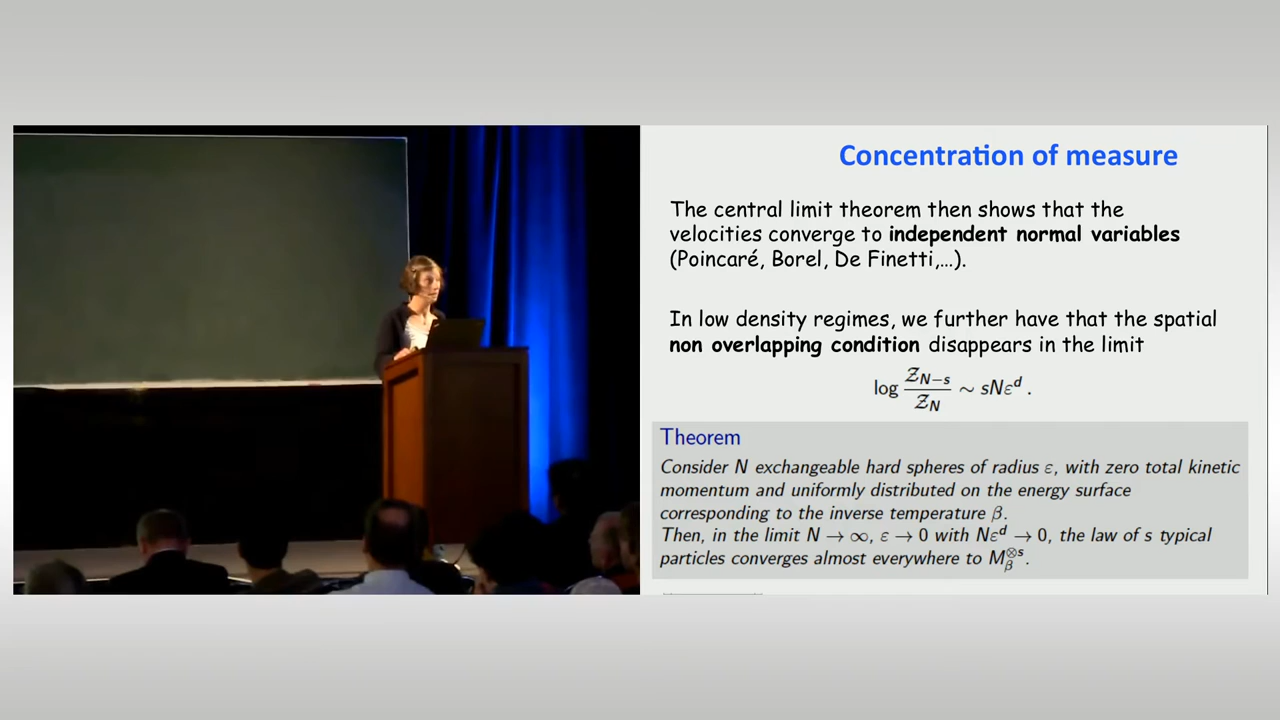 Concentration of measure
The central limit theorem then shows that the
velocities converge to independent normal variables
(Poincaré, Borel, De Finetti,…).
In low density regimes, we further have that the spatial
non overlapping condition disappears in the limit
log 𝒵_{N−s}/𝒵_N ∼ sNε^d .
Theorem
Consider N exchangeable hard spheres of radius ε, with zero total kinetic
momentum and uniformly distributed on the energy surface
corresponding to the inverse temperature β.
Then, in the limit N → ∞, ε → 0 with Nε^d → 0, the law of s typical
particles converges almost everywhere to M_β^{⊗s}.